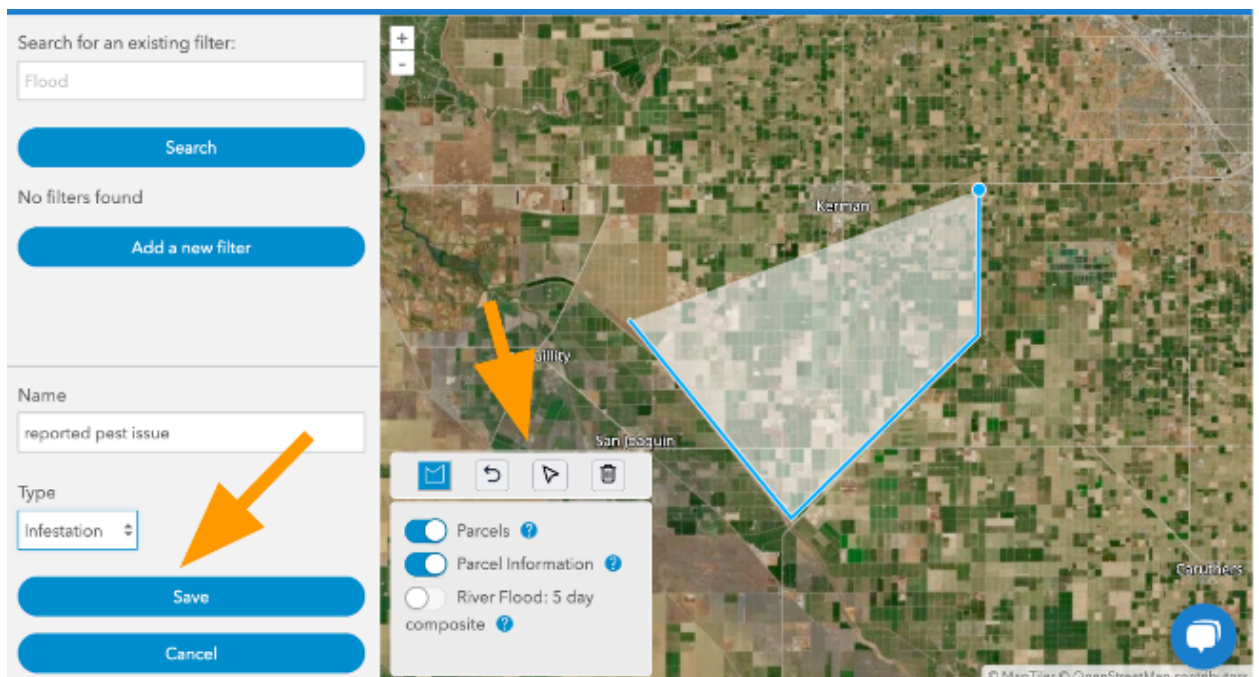 Search for an existing filter:
Flood
Search
No filters found
Add a new filter
Name
reported pest issue
Type
Infestation
Save
Cancel
+
-
Kerman
uillity
San Joaquin
Caruthers
Parcels ?
Parcel Information ?
River Flood: 5 day
composite ?
© MapTiler © OpenStreetMap contributors